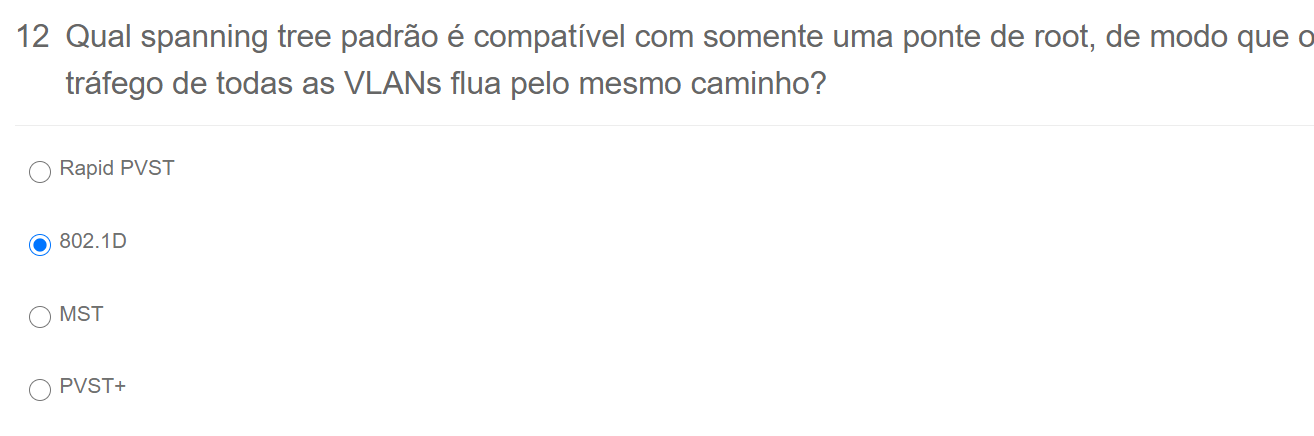 12 Qual spanning tree padrão é compatível com somente uma ponte de root, de modo que o
tráfego de todas as VLANs flua pelo mesmo caminho?
Rapid PVST
802.1D
MST
PVST+